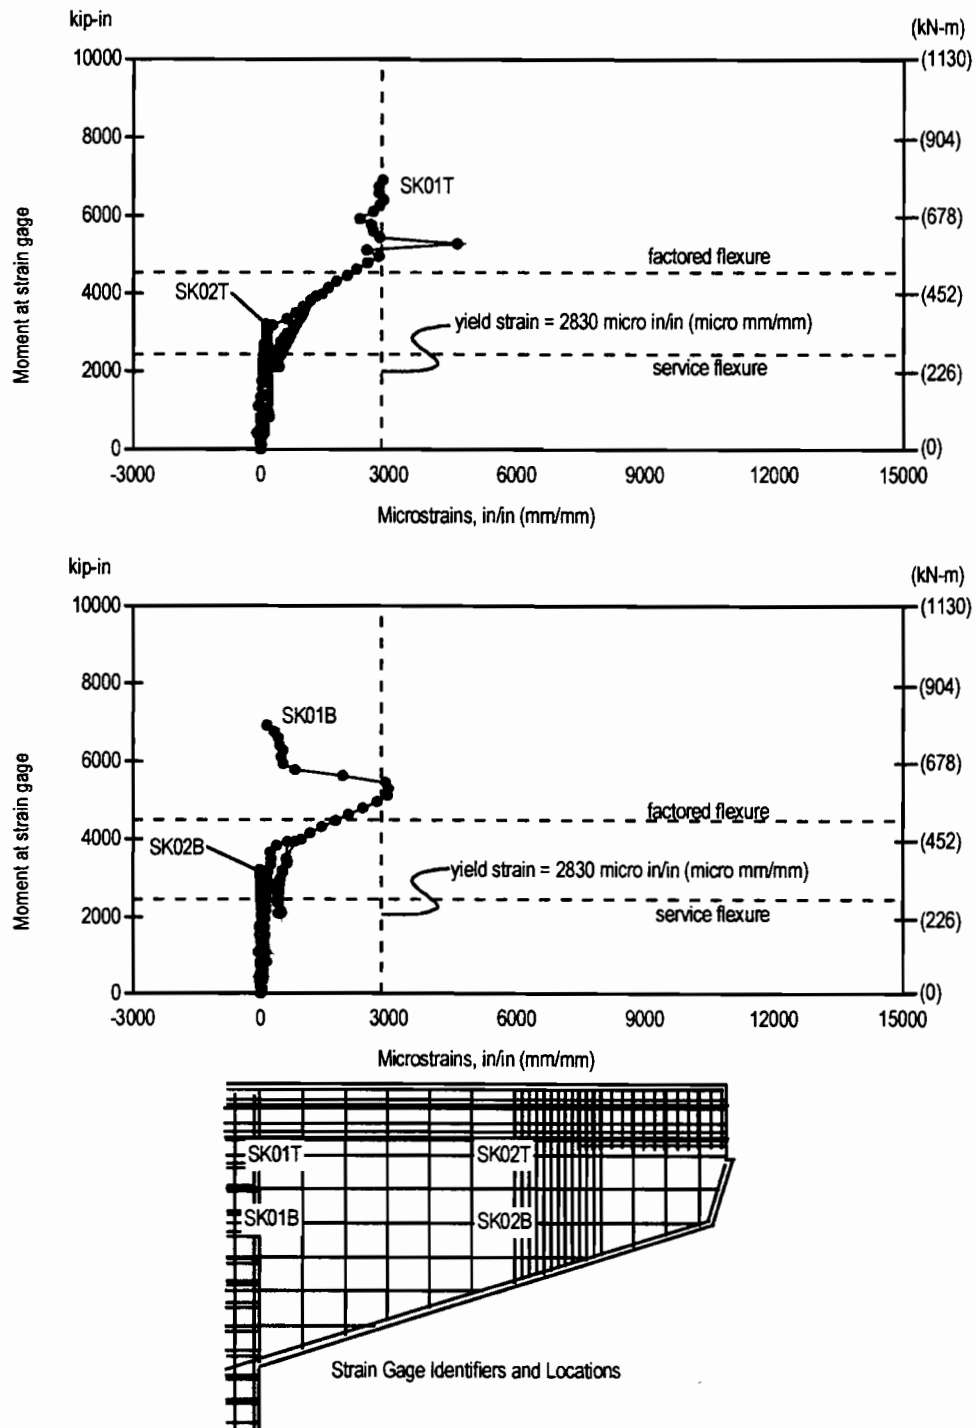 kip-in
(kN-m)
10000
(1130)
8000
(904)
SK01T
6000
(678)
factored flexure
SK02T
4000
(452)
yield strain = 2830 micro in/in (micro mm/mm)
2000
service flexure
(226)
0
(0)
Moment at strain gage
-3000 0 3000 6000 9000 12000 15000
Microstrains, in/in (mm/mm)
kip-in
(kN-m)
10000
(1130)
8000
(904)
SK01B
6000
(678)
factored flexure
SK02B
4000
(452)
yield strain = 2830 micro in/in (micro mm/mm)
2000
service flexure
(226)
0
(0)
Moment at strain gage
-3000 0 3000 6000 9000 12000 15000
Microstrains, in/in (mm/mm)
SK01T SK02T
SK01B SK02B
Strain Gage Identifiers and Locations